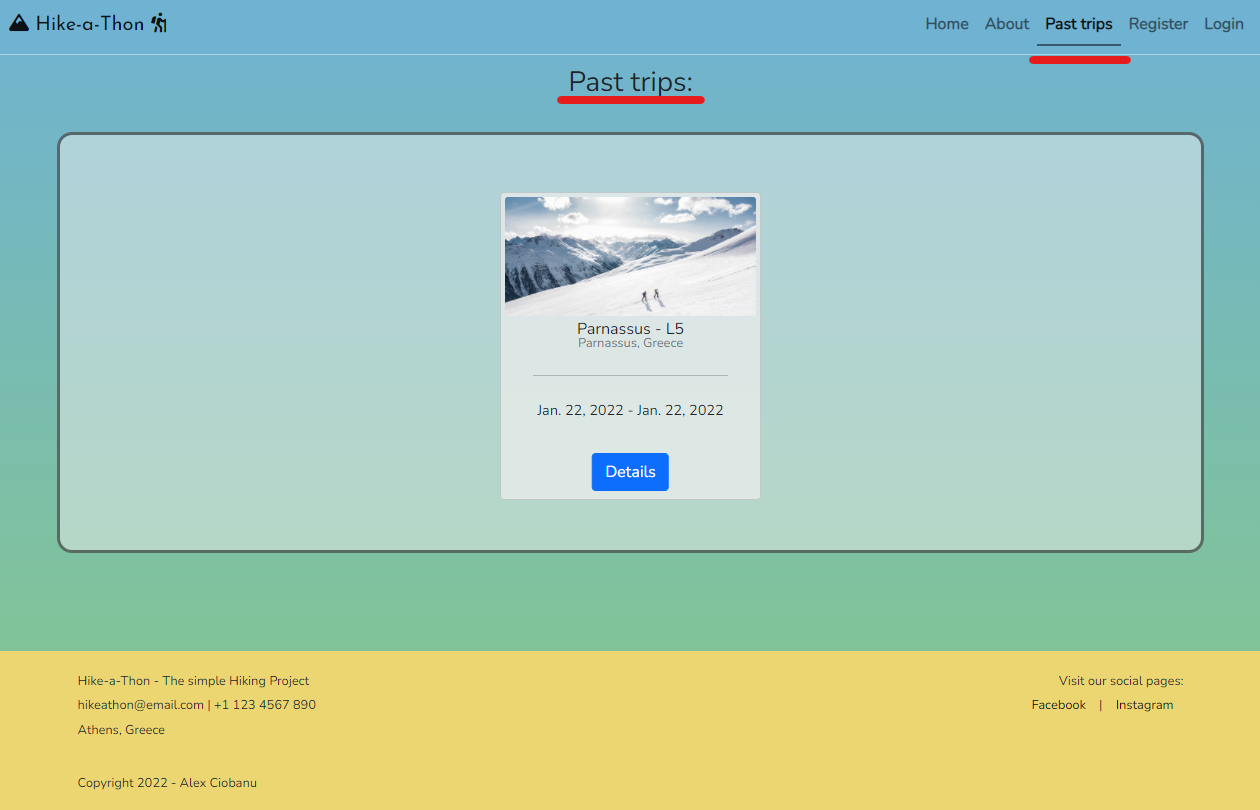 Hike-a-Thon
Home About Past trips Register Login
Past trips:
Parnassus - L5
Parnassus, Greece
Jan. 22, 2022 - Jan. 22, 2022
Details
Hike-a-Thon - The simple Hiking Project
hikeathon@email.com | +1 123 4567 890
Athens, Greece
Copyright 2022 - Alex Ciobanu
Visit our social pages:
Facebook | Instagram